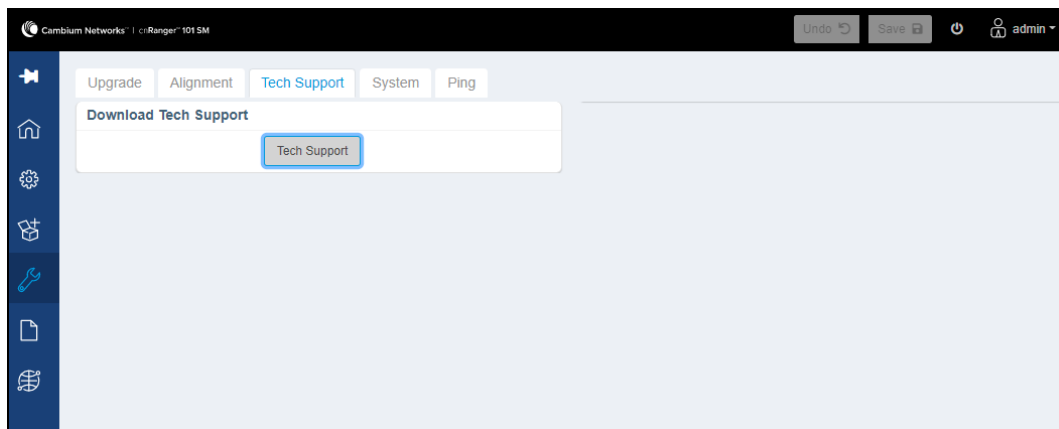 Cambium Networks™ | cnRanger™ 101 SM
Undo Save admin
Upgrade Alignment Tech Support System Ping
Download Tech Support
Tech Support